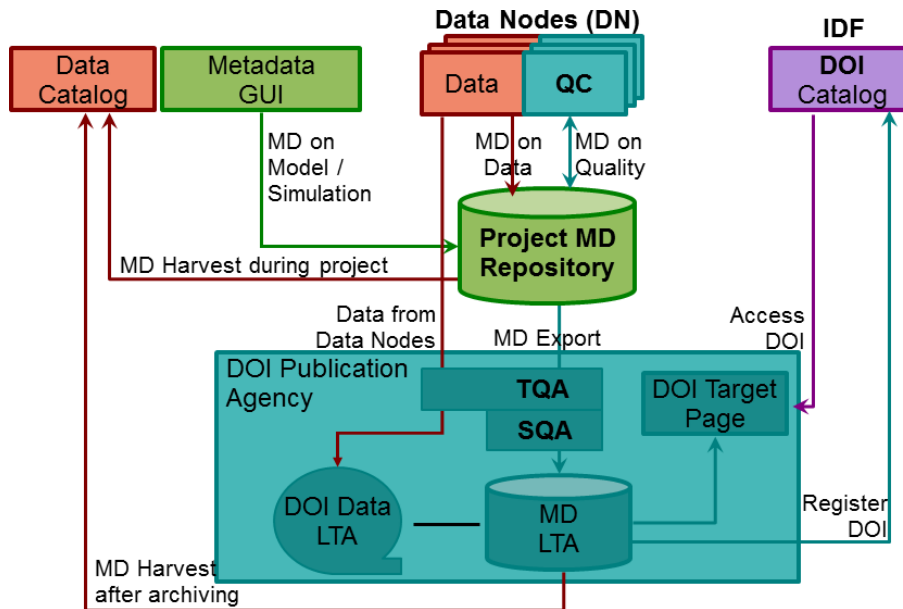 Data Nodes (DN)
IDF
Data
Catalog
Metadata
GUI
Data
QC
DOI
Catalog
MD on
Model /
Simulation
MD on
Data
MD on
Quality
Project MD
Repository
MD Harvest during project
Data from
Data Nodes
MD Export
Access
DOI
DOI Publication
Agency
TQA
SQA
DOI Target
Page
DOI Data
LTA
MD
LTA
Register
DOI
MD Harvest
after archiving